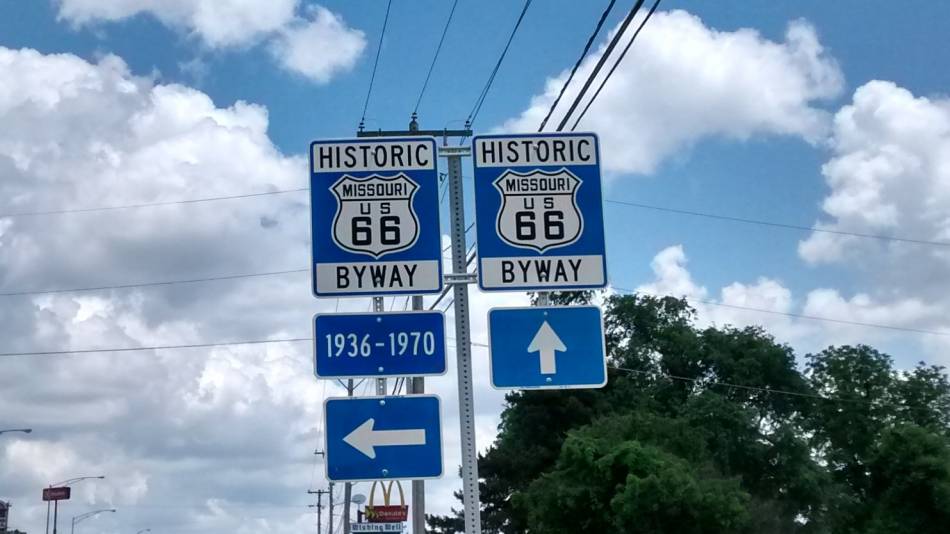 HISTORIC
MISSOURI
US
66
BYWAY
1936-1970
HISTORIC
MISSOURI
US
66
BYWAY
McDonald's
Wishing Well